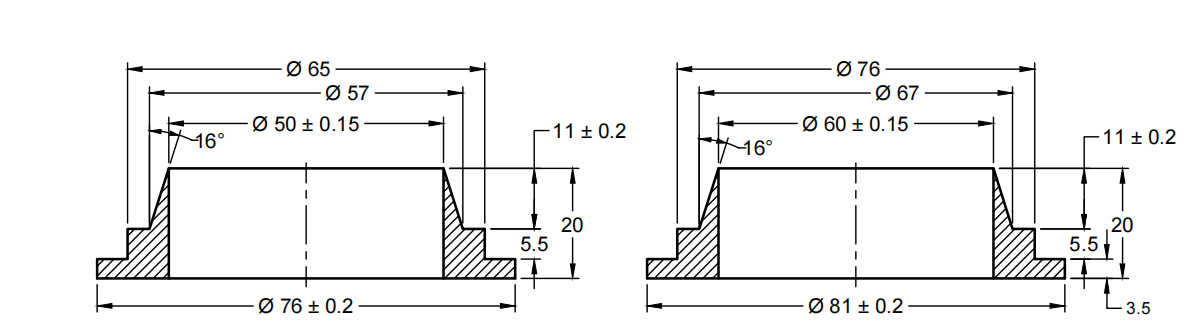 Ø 65
Ø 57
Ø 50 ± 0.15
16°
11 ± 0.2
20
5.5
Ø 76 ± 0.2
Ø 76
Ø 67
Ø 60 ± 0.15
16°
11 ± 0.2
20
5.5
Ø 81 ± 0.2
3.5